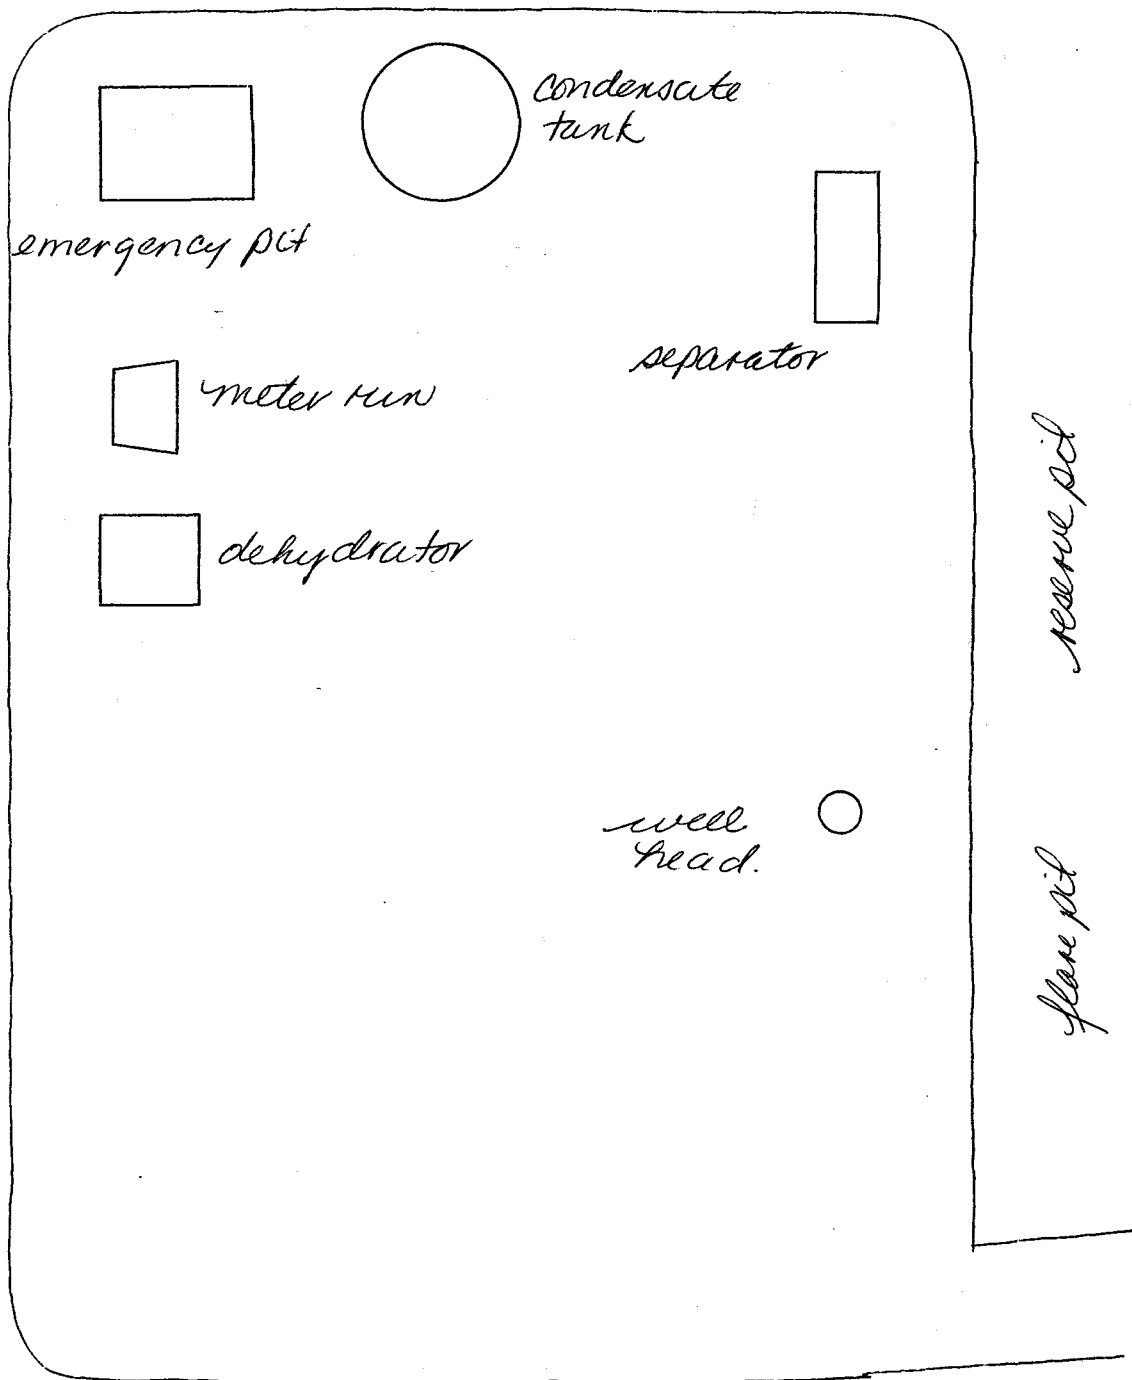 condensate
tank
emergency pit
separator
meter run
reserve pit
dehydrator
well
head.
flare pit